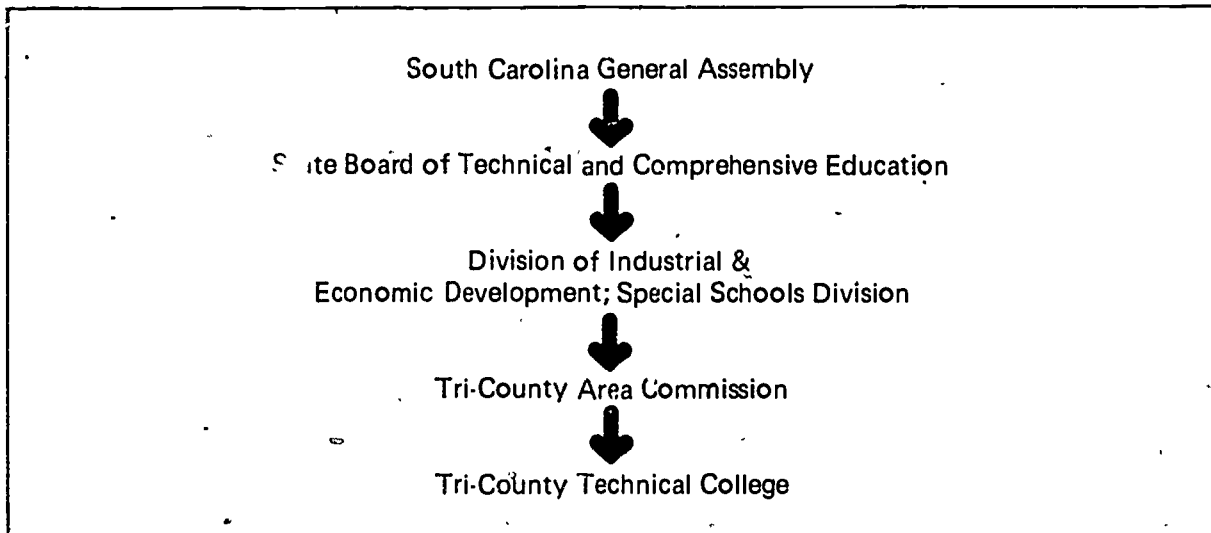 South Carolina General Assembly
State Board of Technical and Comprehensive Education
Division of Industrial &
Economic Development; Special Schools Division
Tri-County Area Commission
Tri-County Technical College